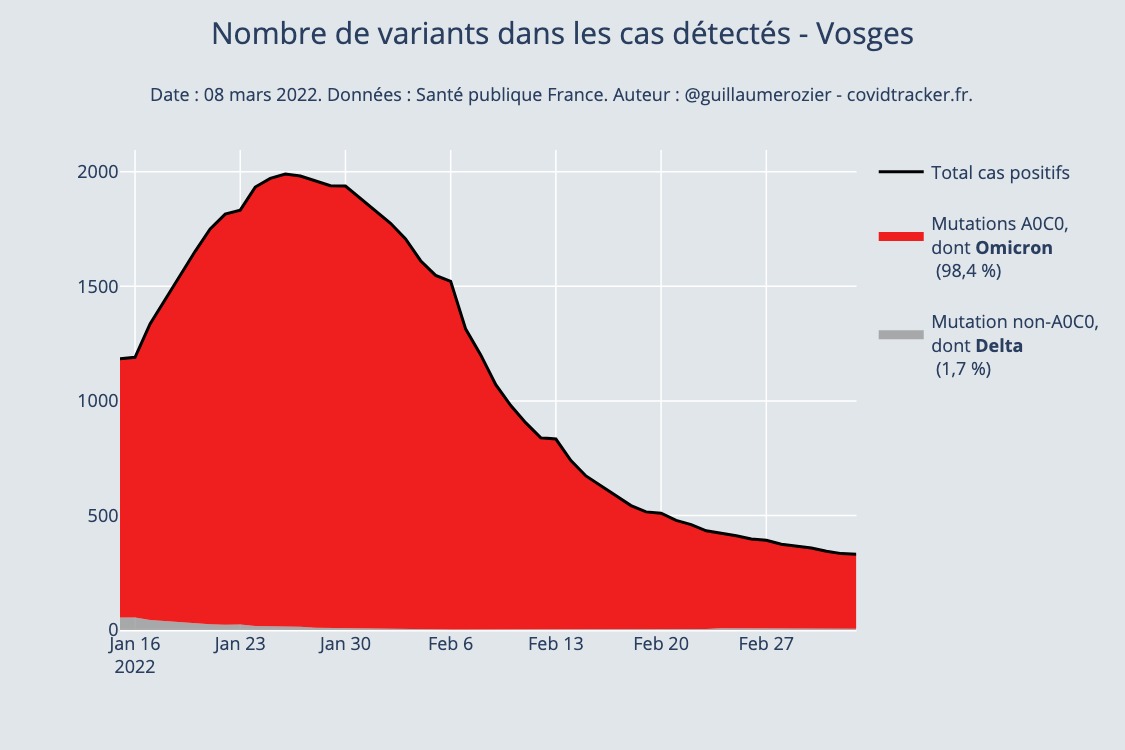 Nombre de variants dans les cas détectés - Vosges
Date : 08 mars 2022. Données : Santé publique France. Auteur : @guillaumerozier - covidtracker.fr.
2000
1500
1000
500
0
Jan 16
2022
Jan 23
Jan 30
Feb 6
Feb 13
Feb 20
Feb 27
Total cas positifs
Mutations A0C0,
dont Omicron
(98,4 %)
Mutation non-A0C0,
dont Delta
(1,7 %)